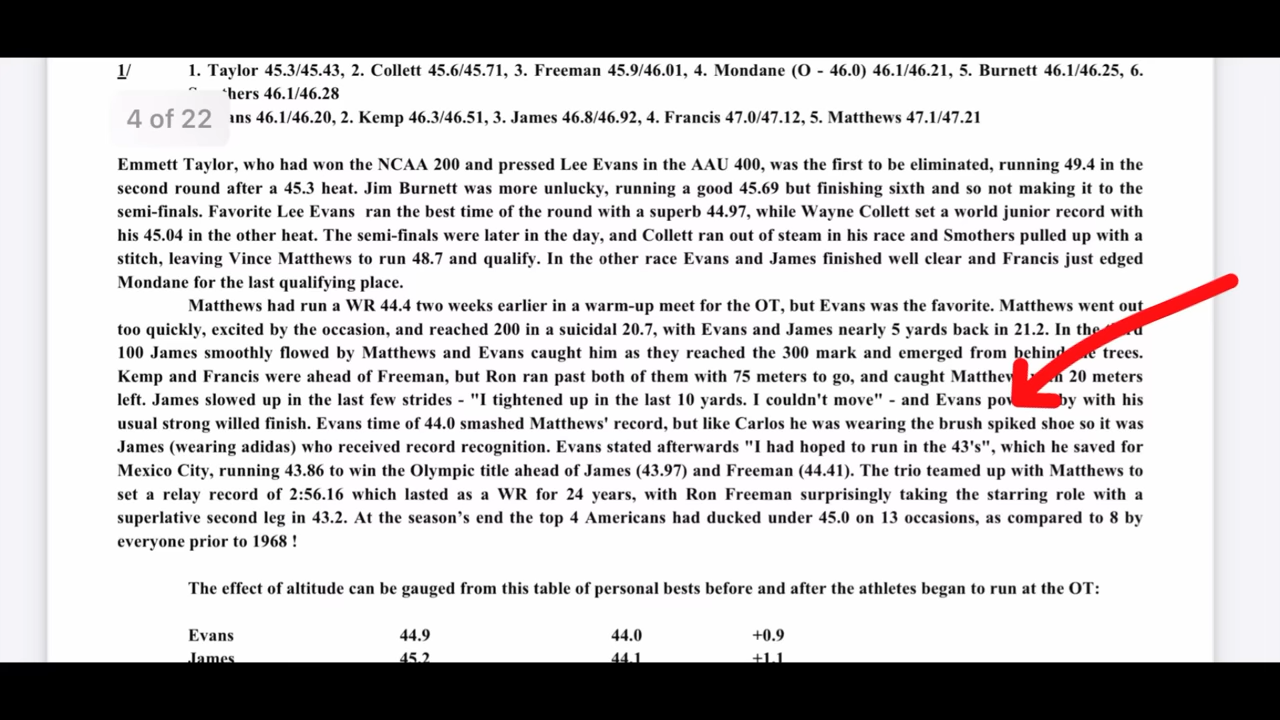 1/ 1. Taylor 45.3/45.43, 2. Collett 45.6/45.71, 3. Freeman 45.9/46.01, 4. Mondane (O - 46.0) 46.1/46.21, 5. Burnett 46.1/46.25, 6.
46.1/46.28
4 of 22
46.1/46.20, 2. Kemp 46.3/46.51, 3. James 46.8/46.92, 4. Francis 47.0/47.12, 5. Matthews 47.1/47.21
Emmett Taylor, who had won the NCAA 200 and pressed Lee Evans in the AAU 400, was the first to be eliminated, running 49.4 in the
second round after a 45.3 heat. Jim Burnett was more unlucky, running a good 45.69 but finishing sixth and so not making it to the
semi-finals. Favorite Lee Evans ran the best time of the round with a superb 44.97, while Wayne Collett set a world junior record with
his 45.04 in the other heat. The semi-finals were later in the day, and Collett ran out of steam in his race and Smothers pulled up with a
stitch, leaving Vince Matthews to run 48.7 and qualify. In the other race Evans and James finished well clear and Francis just edged
Mondane for the last qualifying place.
Matthews had run a WR 44.4 two weeks earlier in a warm-up meet for the OT, but Evans was the favorite. Matthews went out
too quickly, excited by the occasion, and reached 200 in a suicidal 20.7, with Evans and James nearly 5 yards back in 21.2. In the
100 James smoothly flowed by Matthews and Evans caught him as they reached the 300 mark and emerged from behind trees.
Kemp and Francis were ahead of Freeman, but Ron ran past both of them with 75 meters to go, and caught 20 meters
left. James slowed up in the last few strides - "I tightened up in the last 10 yards. I couldn't move" - and Evans by with his
usual strong willed finish. Evans time of 44.0 smashed Matthews' record, but like Carlos he was wearing the brush spiked shoe so it was
James (wearing adidas) who received record recognition. Evans stated afterwards "I had hoped to run in the 43's", which he saved for
Mexico City, running 43.86 to win the Olympic title ahead of James (43.97) and Freeman (44.41). The trio teamed up with Matthews to
set a relay record of 2:56.16 which lasted as a WR for 24 years, with Ron Freeman surprisingly taking the starring role with a
superlative second leg in 43.2. At the season's end the top 4 Americans had ducked under 45.0 on 13 occasions, as compared to 8 by
everyone prior to 1968 !
The effect of altitude can be gauged from this table of personal bests before and after the athletes began to run at the OT:
Evans 44.9 44.0 +0.9
James 45.2 44.1 +1.1